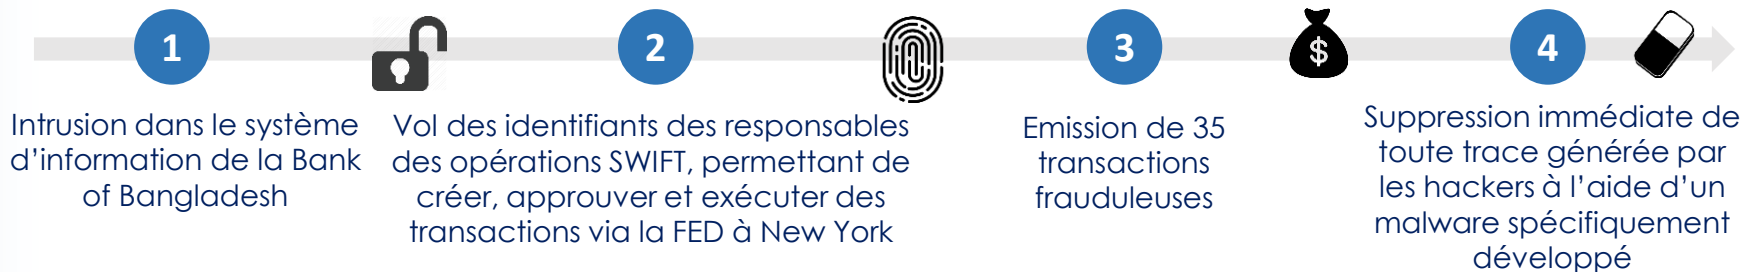 1
Intrusion dans le système
d’information de la Bank
of Bangladesh
2
Vol des identifiants des responsables
des opérations SWIFT, permettant de
créer, approuver et exécuter des
transactions via la FED à New York
3
Emission de 35
transactions
frauduleuses
$
4
Suppression immédiate de
toute trace générée par
les hackers à l’aide d’un
malware spécifiquement
développé